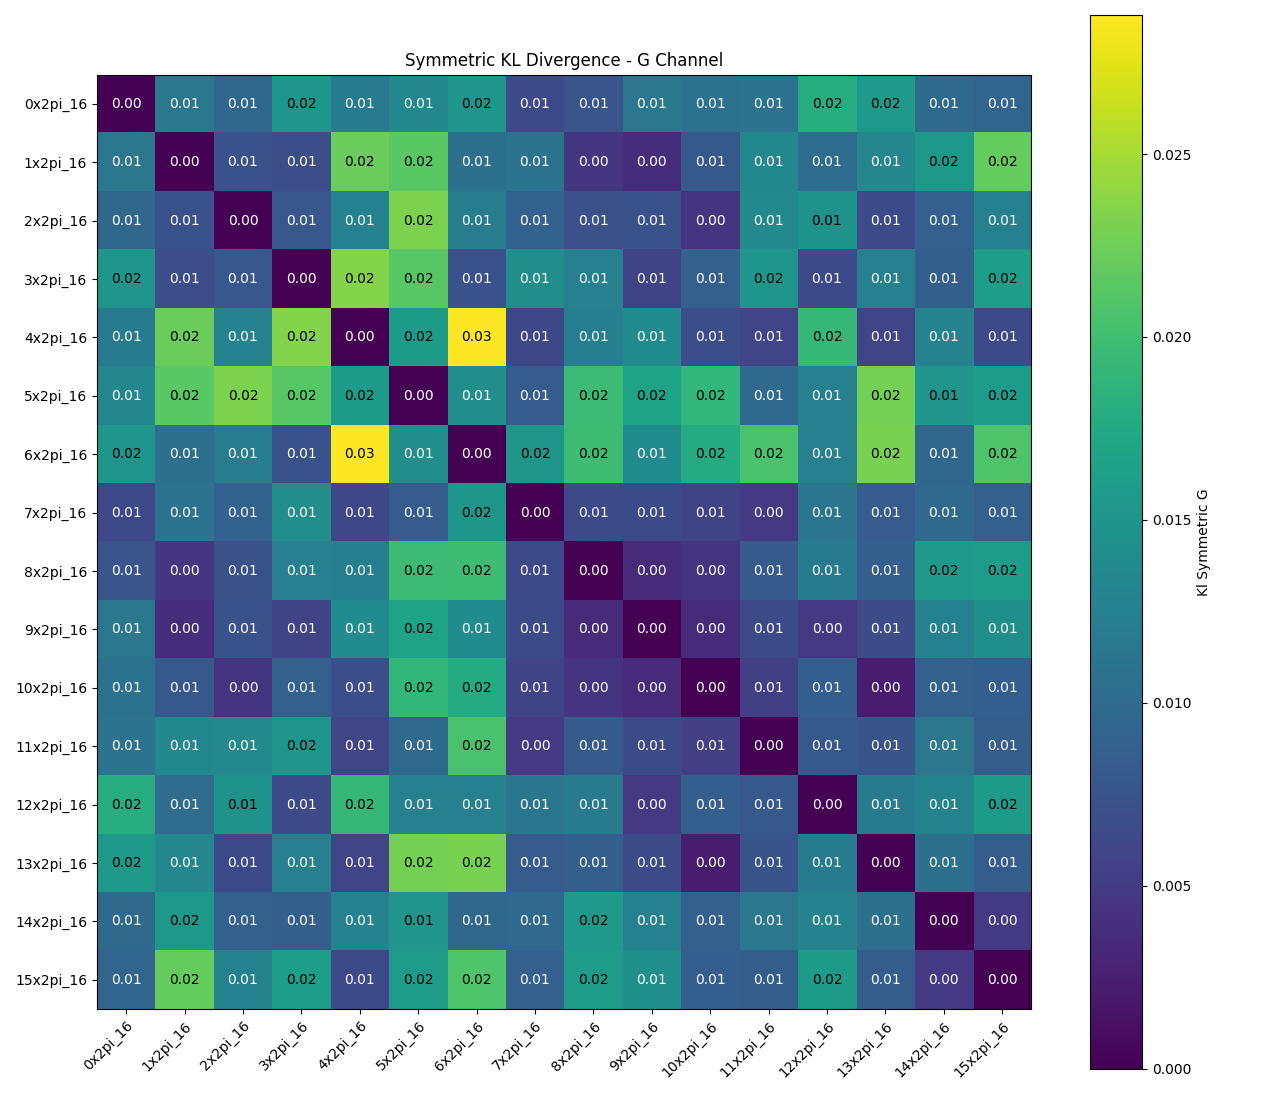 Symmetric KL Divergence - G Channel
0x2pi_16 0.00 0.01 0.01 0.02 0.01 0.01 0.02 0.01 0.01 0.01 0.01 0.01 0.02 0.02 0.01 0.01
1x2pi_16 0.01 0.00 0.01 0.01 0.02 0.02 0.01 0.01 0.00 0.00 0.01 0.01 0.01 0.01 0.02 0.02
2x2pi_16 0.01 0.01 0.00 0.01 0.01 0.02 0.01 0.01 0.01 0.01 0.00 0.01 0.01 0.01 0.01 0.01
3x2pi_16 0.02 0.01 0.01 0.00 0.02 0.02 0.01 0.01 0.01 0.01 0.01 0.02 0.01 0.01 0.01 0.02
4x2pi_16 0.01 0.02 0.01 0.02 0.00 0.02 0.03 0.01 0.01 0.01 0.01 0.01 0.02 0.01 0.01 0.01
5x2pi_16 0.01 0.02 0.02 0.02 0.02 0.00 0.01 0.01 0.02 0.02 0.02 0.01 0.01 0.02 0.01 0.02
6x2pi_16 0.02 0.01 0.01 0.01 0.03 0.01 0.00 0.02 0.02 0.01 0.02 0.02 0.01 0.02 0.01 0.02
7x2pi_16 0.01 0.01 0.01 0.01 0.01 0.01 0.02 0.00 0.01 0.01 0.01 0.00 0.01 0.01 0.01 0.01
8x2pi_16 0.01 0.00 0.01 0.01 0.01 0.02 0.02 0.01 0.00 0.00 0.00 0.01 0.01 0.01 0.02 0.02
9x2pi_16 0.01 0.00 0.01 0.01 0.01 0.02 0.01 0.01 0.00 0.00 0.00 0.01 0.00 0.01 0.01 0.01
10x2pi_16 0.01 0.01 0.00 0.01 0.01 0.02 0.02 0.01 0.00 0.00 0.00 0.01 0.01 0.00 0.01 0.01
11x2pi_16 0.01 0.01 0.01 0.02 0.01 0.01 0.02 0.00 0.01 0.01 0.01 0.00 0.01 0.01 0.01 0.01
12x2pi_16 0.02 0.01 0.01 0.01 0.02 0.01 0.01 0.01 0.01 0.00 0.01 0.01 0.00 0.01 0.01 0.02
13x2pi_16 0.02 0.01 0.01 0.01 0.01 0.02 0.02 0.01 0.01 0.01 0.00 0.01 0.01 0.00 0.01 0.01
14x2pi_16 0.01 0.02 0.01 0.01 0.01 0.01 0.01 0.01 0.02 0.01 0.01 0.01 0.01 0.01 0.00 0.00
15x2pi_16 0.01 0.02 0.01 0.02 0.01 0.02 0.02 0.01 0.02 0.01 0.01 0.01 0.02 0.01 0.00 0.00
0x2pi_16 1x2pi_16 2x2pi_16 3x2pi_16 4x2pi_16 5x2pi_16 6x2pi_16 7x2pi_16 8x2pi_16 9x2pi_16 10x2pi_16 11x2pi_16 12x2pi_16 13x2pi_16 14x2pi_16 15x2pi_16
0.025
0.020
0.015
0.010
0.005
0.000
Kl Symmetric G